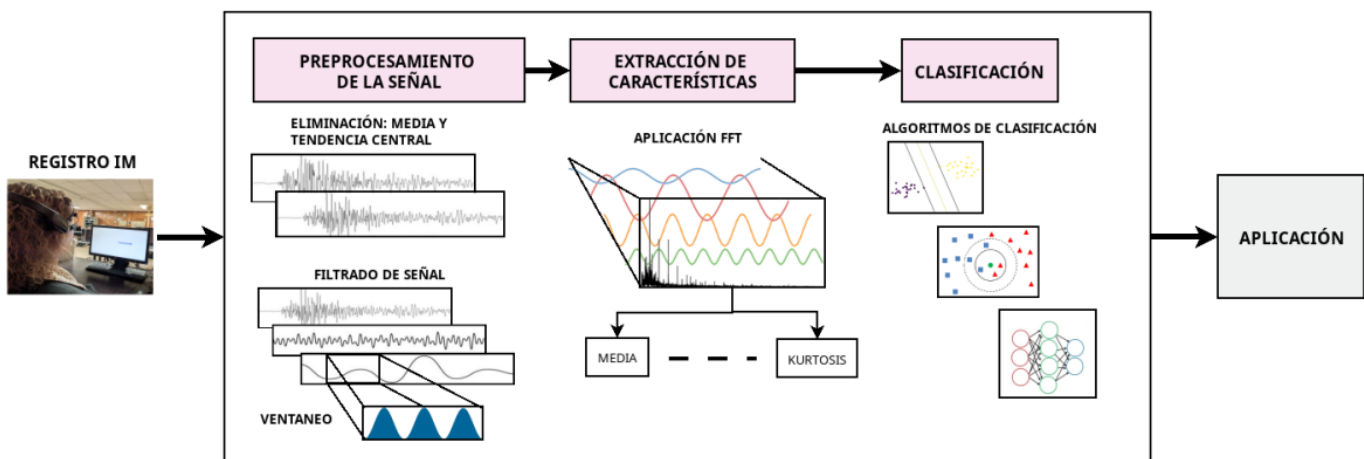 REGISTRO IM
PREPROCESAMIENTO
DE LA SEÑAL
ELIMINACIÓN: MEDIA Y
TENDENCIA CENTRAL
FILTRADO DE SEÑAL
VENTANEO
EXTRACCIÓN DE
CARACTERÍSTICAS
APLICACIÓN FFT
MEDIA
KURTOSIS
CLASIFICACIÓN
ALGORITMOS DE CLASIFICACIÓN
APLICACIÓN